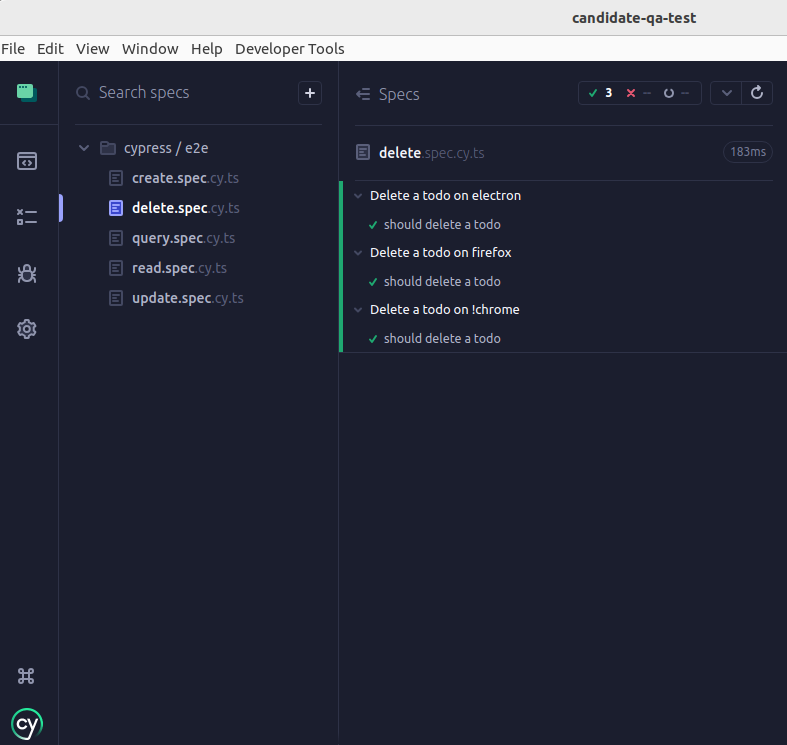 candidate-qa-test
File Edit View Window Help Developer Tools
Search specs
+
Specs
3 -- --
cypress / e2e
create.spec.cy.ts
delete.spec.cy.ts
query.spec.cy.ts
read.spec.cy.ts
update.spec.cy.ts
delete.spec.cy.ts 183ms
Delete a todo on electron
should delete a todo
Delete a todo on firefox
should delete a todo
Delete a todo on !chrome
should delete a todo
cy